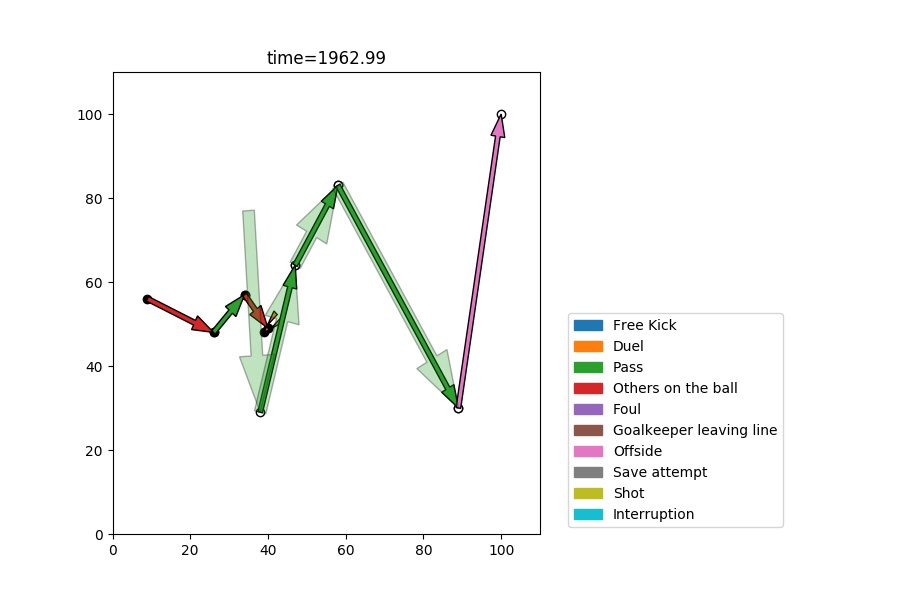 time=1962.99
100
80
60
40
20
0
0 20 40 60 80 100
Free Kick
Duel
Pass
Others on the ball
Foul
Goalkeeper leaving line
Offside
Save attempt
Shot
Interruption